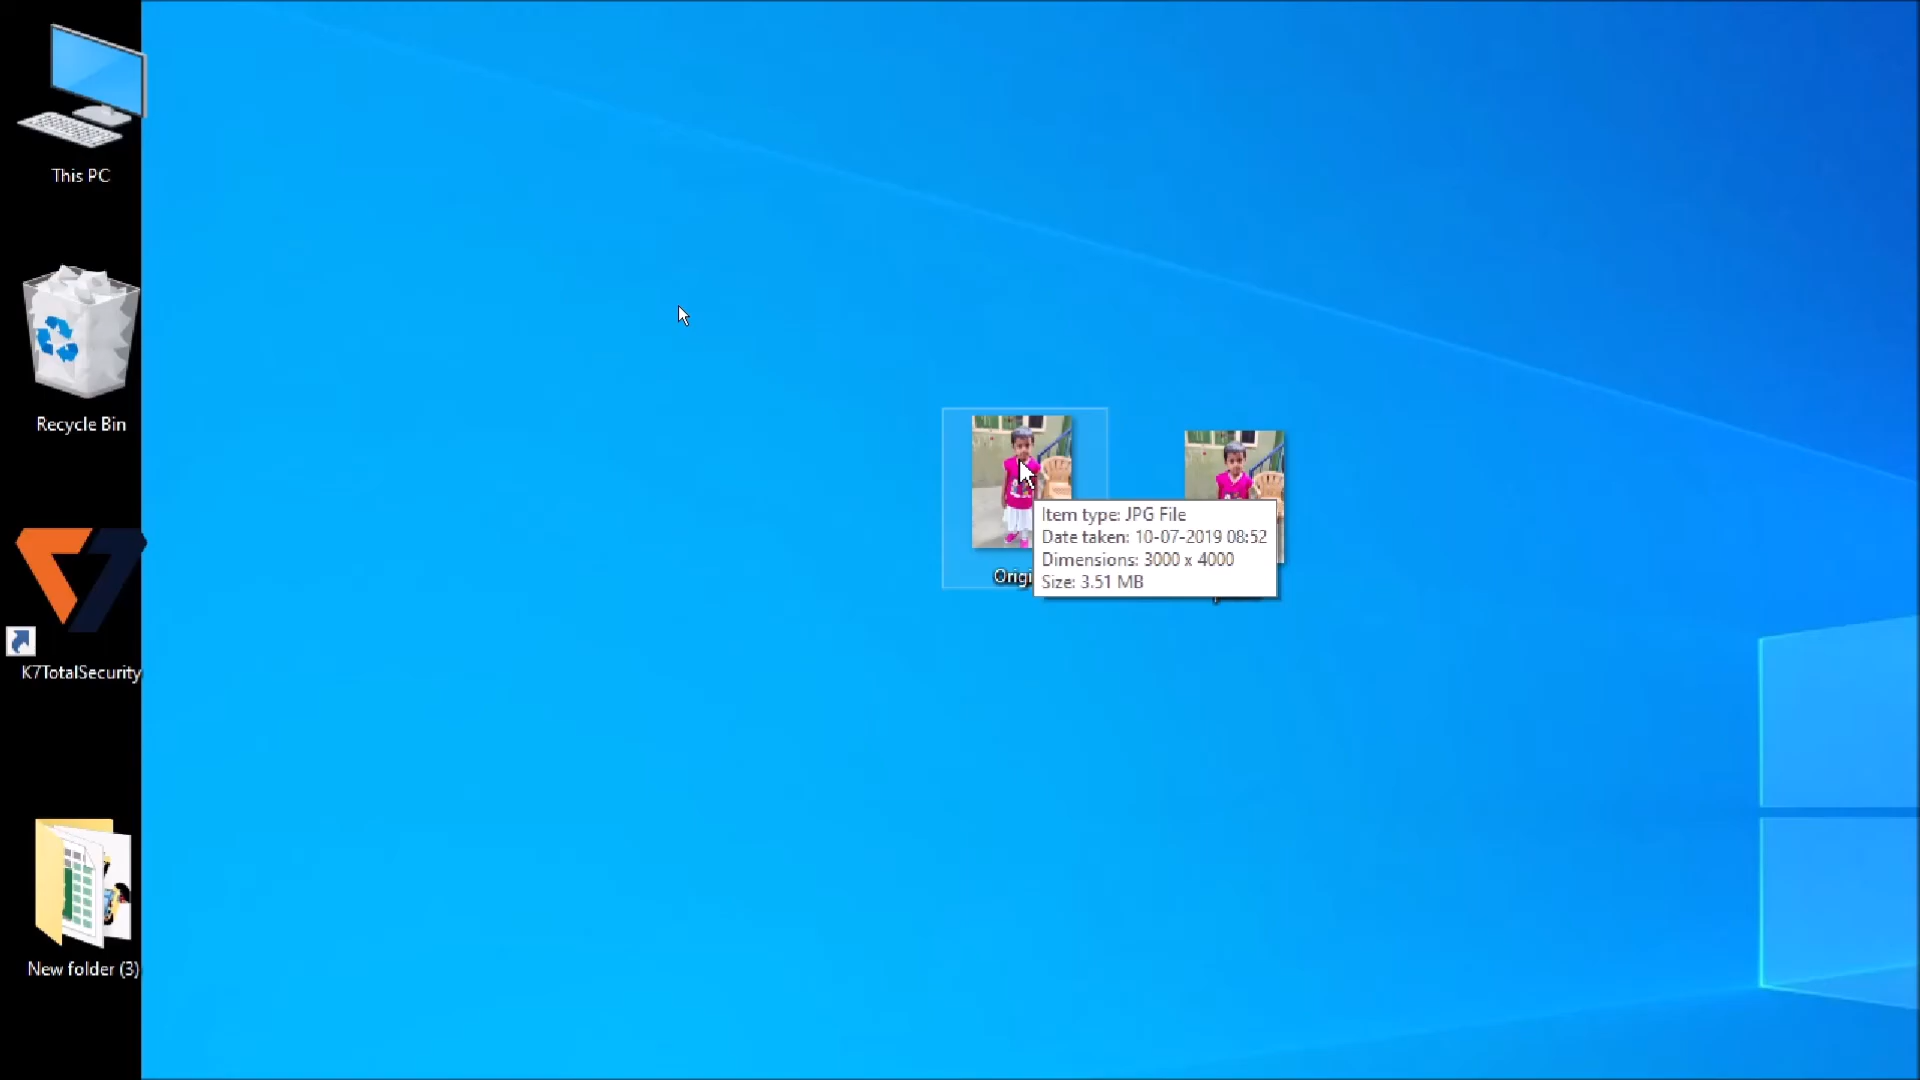 This PC
Recycle Bin
K7TotalSecurity
New folder (3)
Item type: JPG File
Date taken: 10-07-2019 08:52
Dimensions: 3000 x 4000
Size: 3.51 MB
Origi